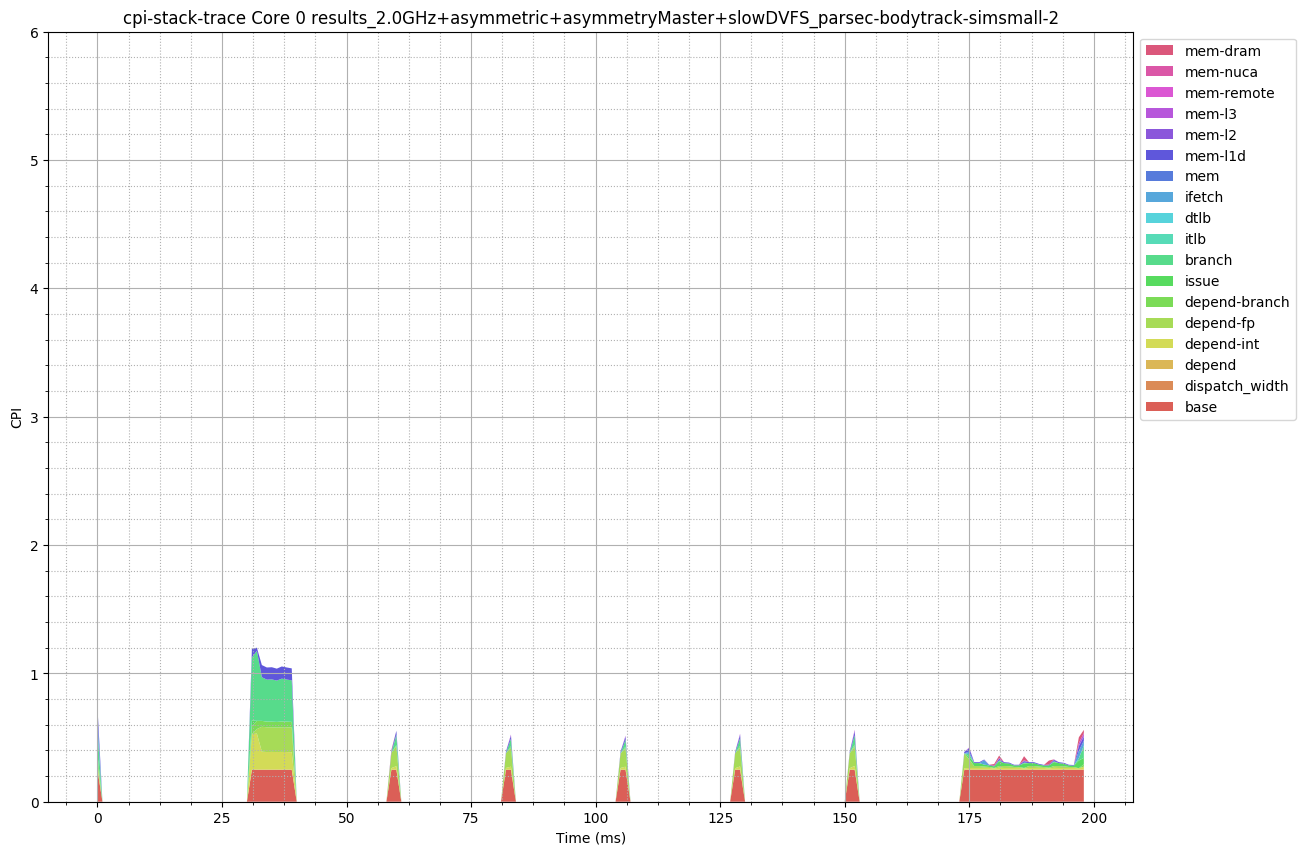 cpi-stack-trace Core 0 results_2.0GHz+asymmetric+asymmetryMaster+slowDVFS_parsec-bodytrack-simsmall-2
6
5
4
3
2
1
0
CPI
0 25 50 75 100 125 150 175 200
Time (ms)
mem-dram
mem-nuca
mem-remote
mem-l3
mem-l2
mem-l1d
mem
ifetch
dtlb
itlb
branch
issue
depend-branch
depend-fp
depend-int
depend
dispatch_width
base